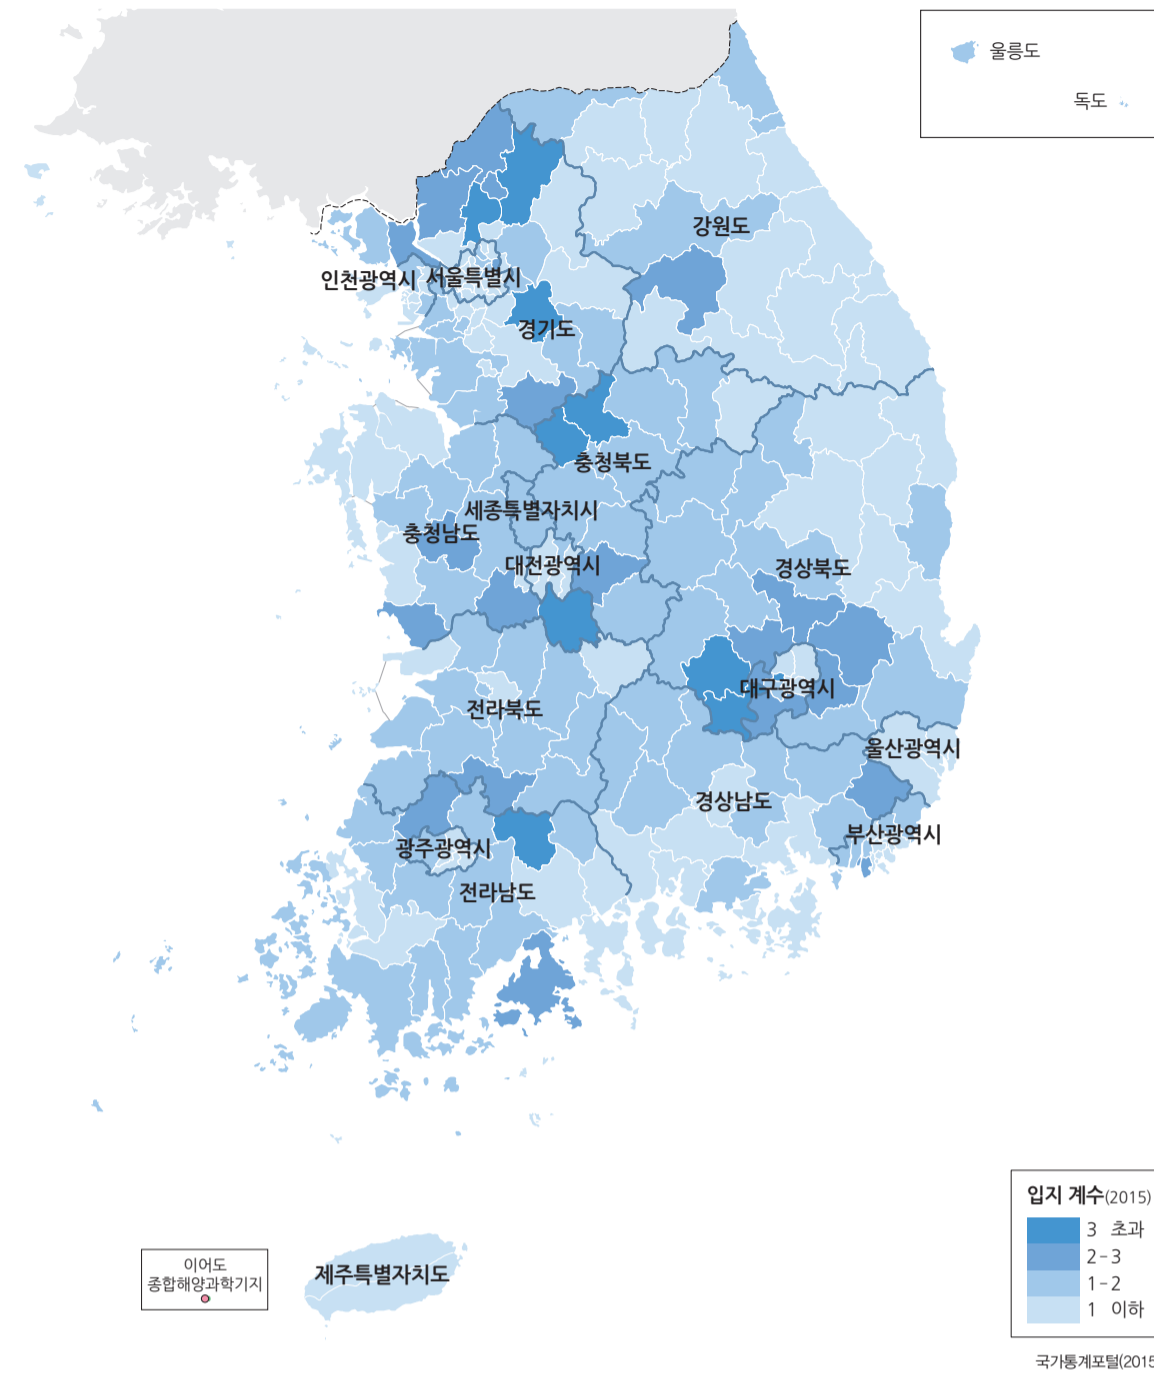 울릉도
독도
강원도
인천광역시
서울특별시
경기도
충청북도
세종특별자치시
충청남도
대전광역시
경상북도
대구광역시
전라북도
울산광역시
경상남도
부산광역시
광주광역시
전라남도
제주특별자치도
이어도
종합해양과학기지
입지 계수(2015)
3 초과
2-3
1-2
1 이하
국가통계포털(2015